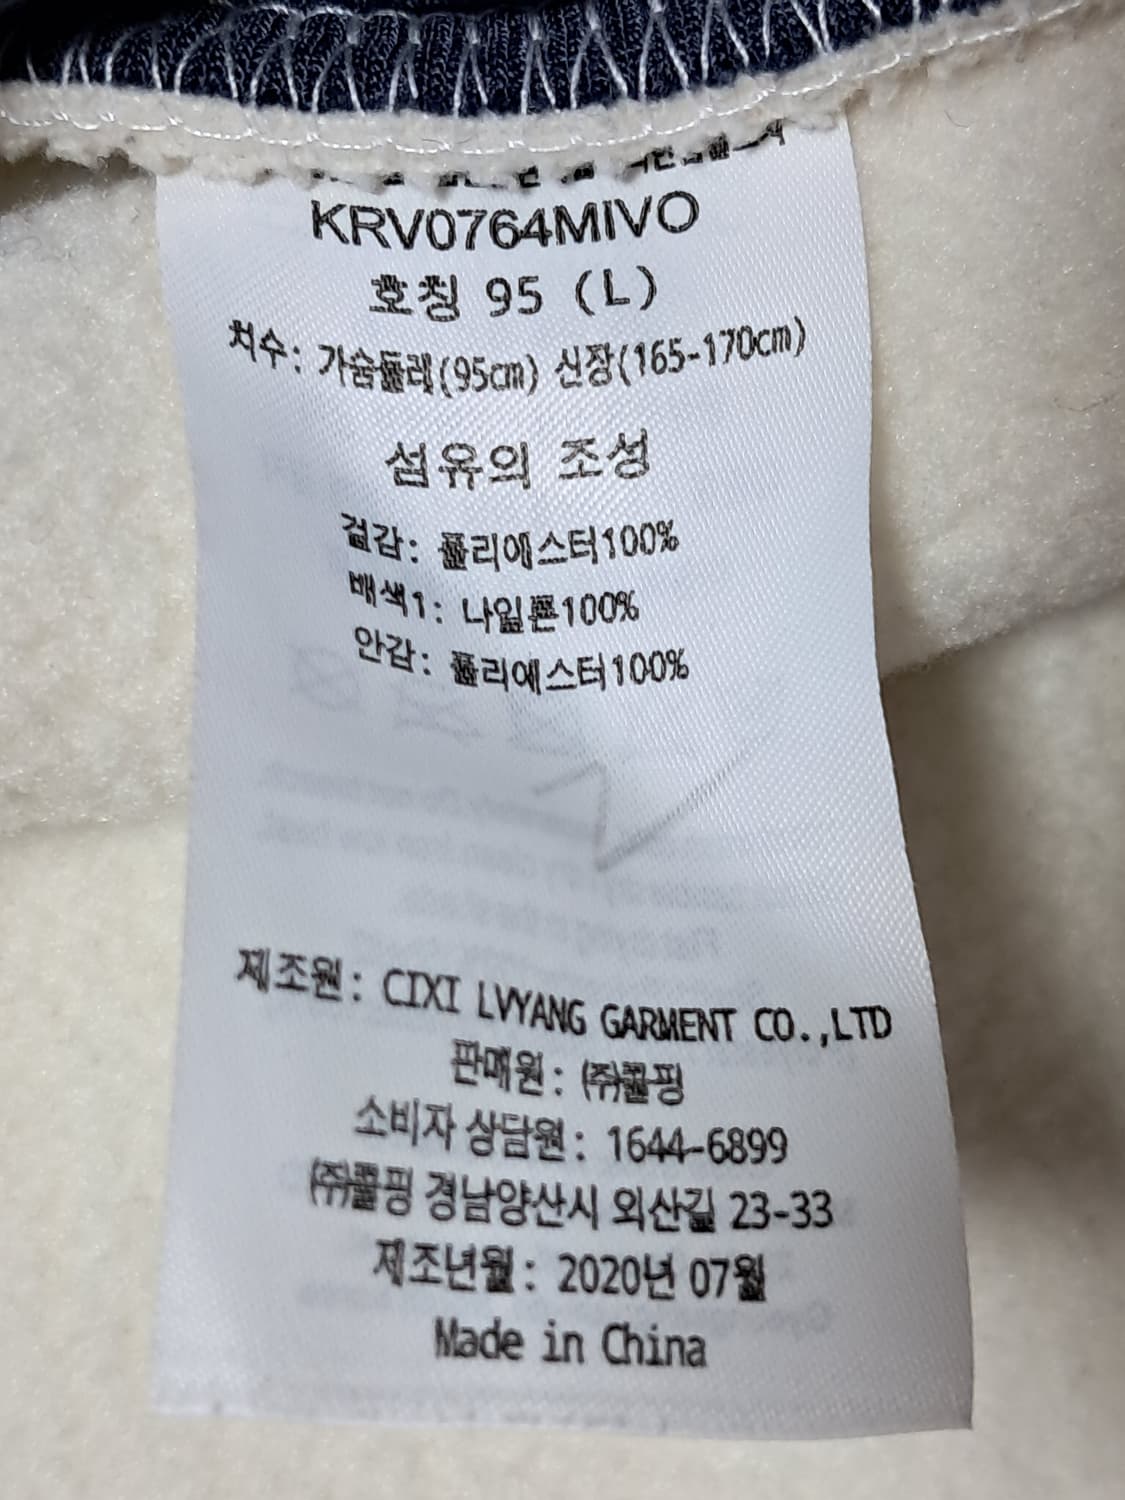 KRV0764MIVO
호칭 95 (L)
치수: 가슴둘레(95cm) 신장(165-170cm)
섬유의 조성
겉감: 폴리에스터100%
배색1: 나일론100%
안감: 폴리에스터100%
제조원: CIXI LVYANG GARMENT CO.,LTD
판매원: ㈜콜핑
소비자 상담원: 1644-6899
㈜콜핑 경남양산시 외산길 23-33
제조년월: 2020년 07월
Made in China